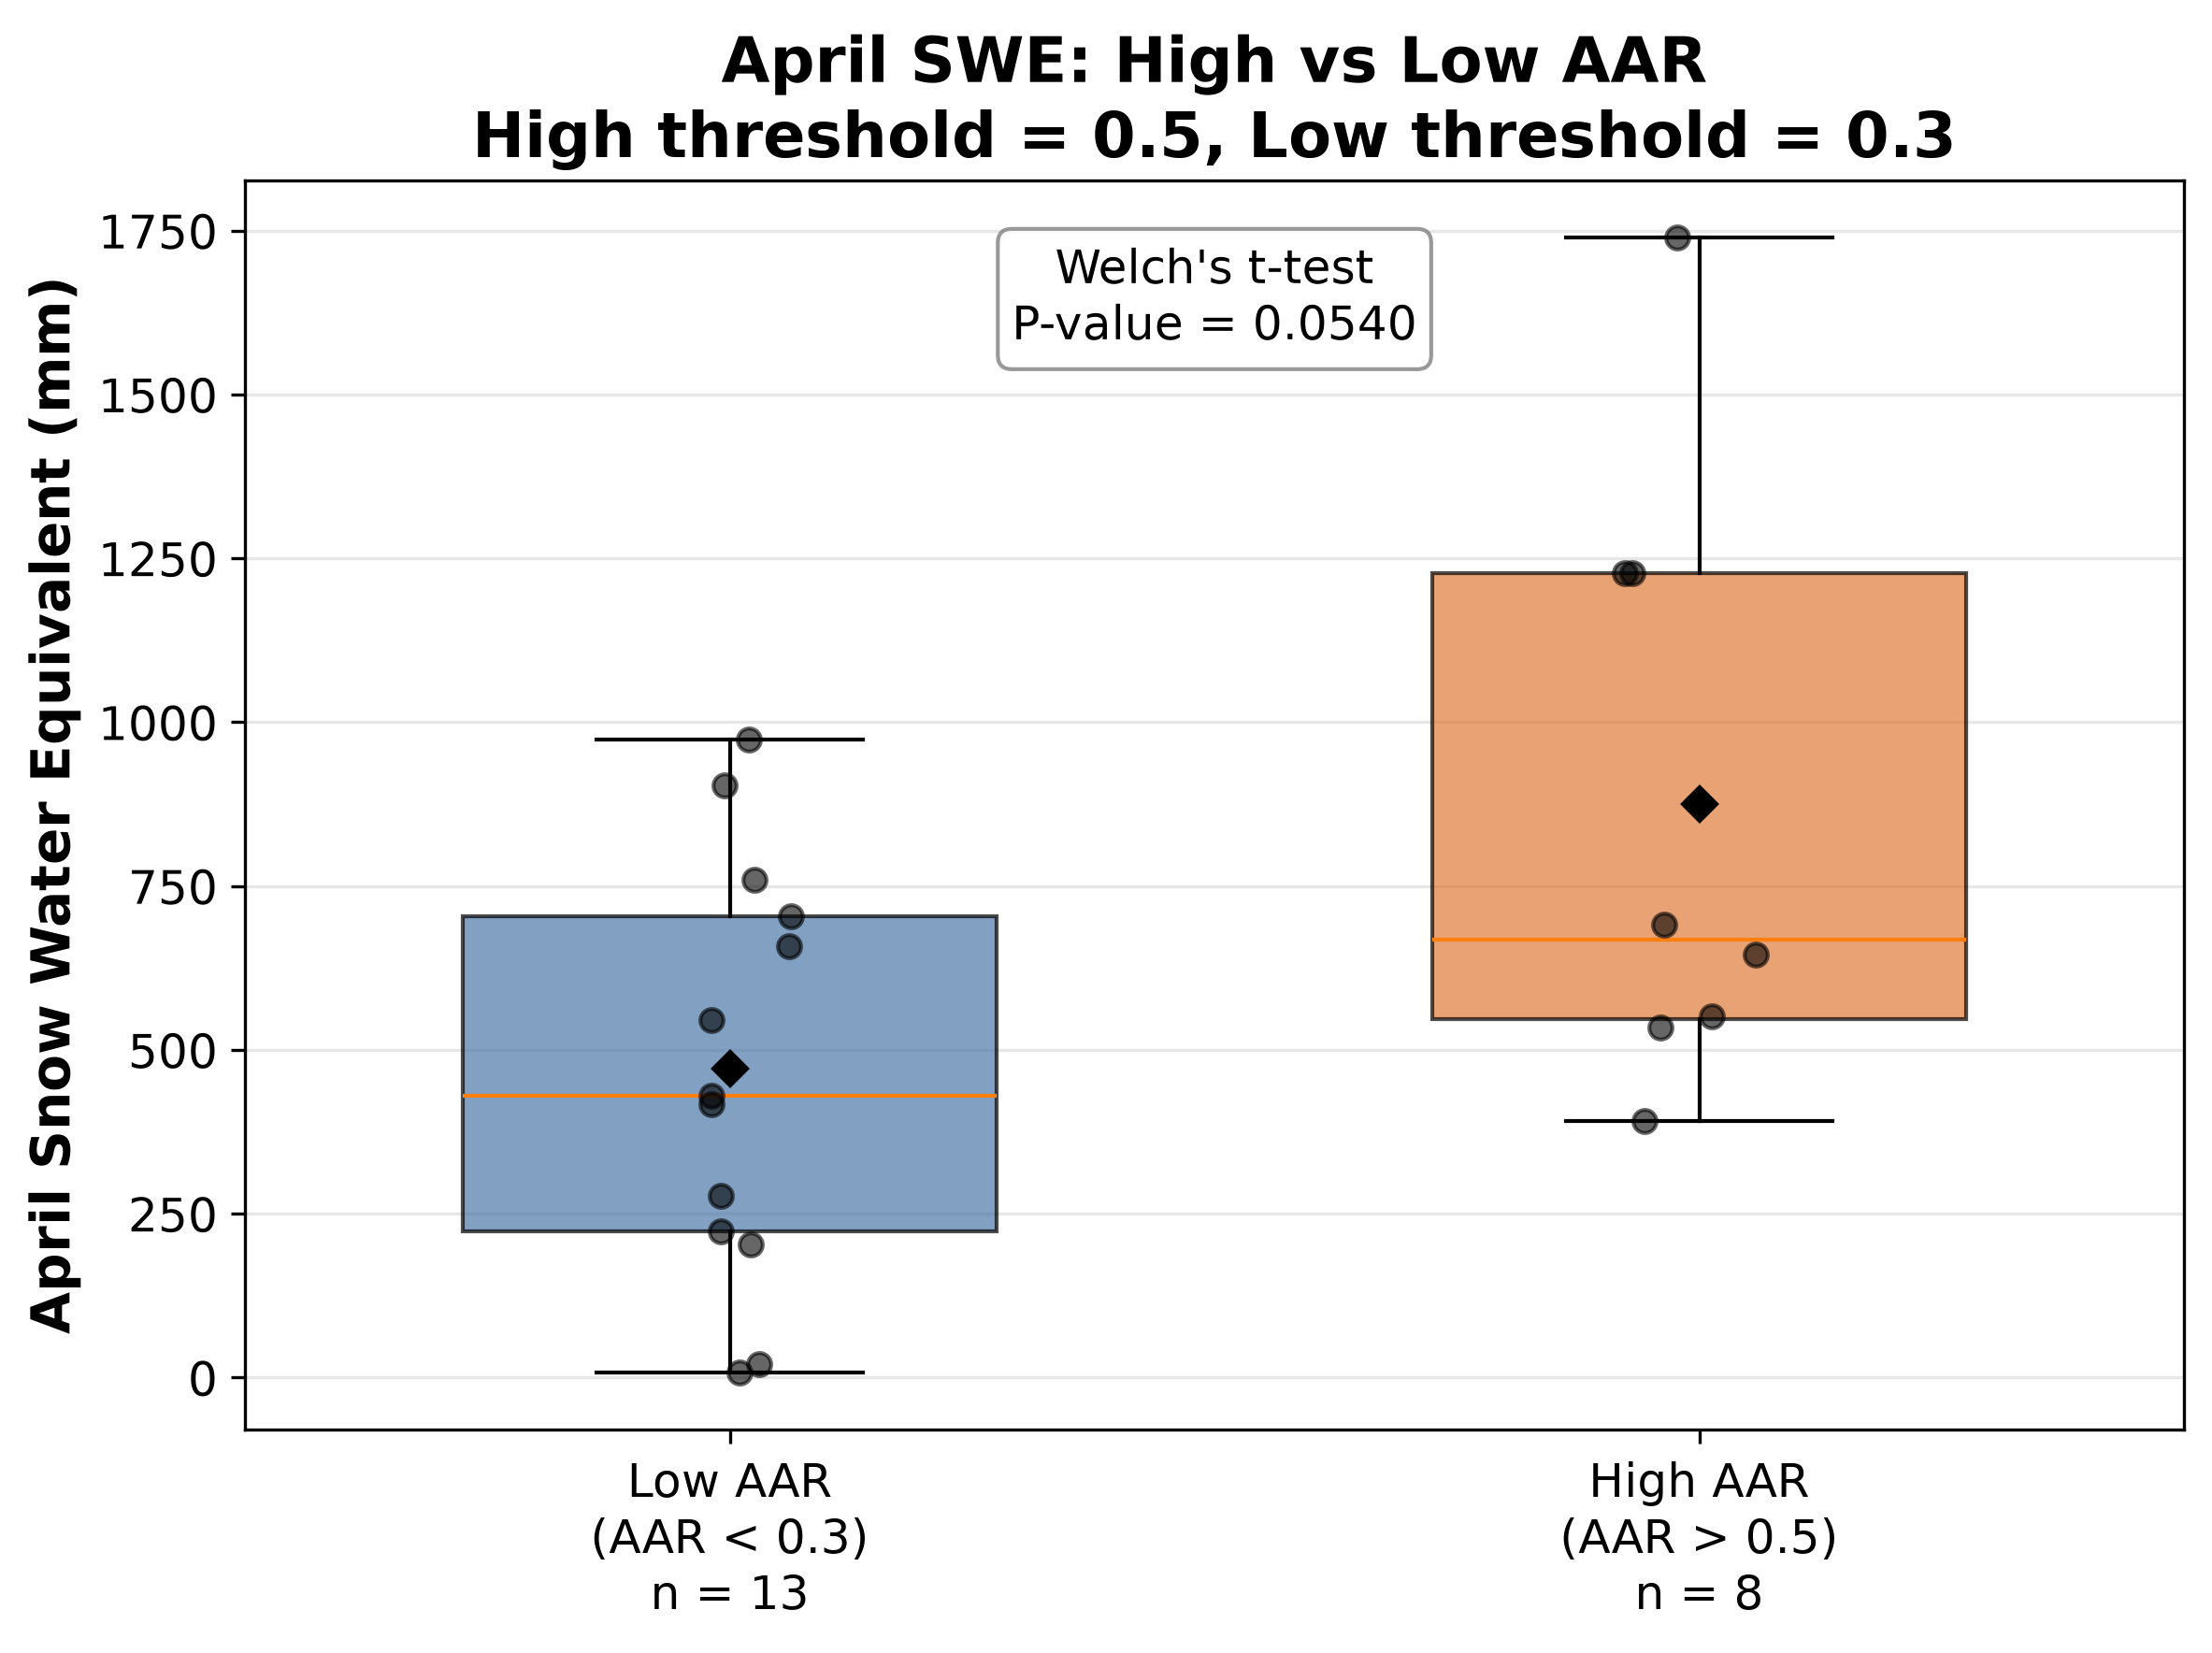 April SWE: High vs Low AAR
High threshold = 0.5, Low threshold = 0.3
April Snow Water Equivalent (mm)
1750
1500
1250
1000
750
500
250
0
Welch's t-test
P-value = 0.0540
Low AAR
(AAR < 0.3)
n = 13
High AAR
(AAR > 0.5)
n = 8